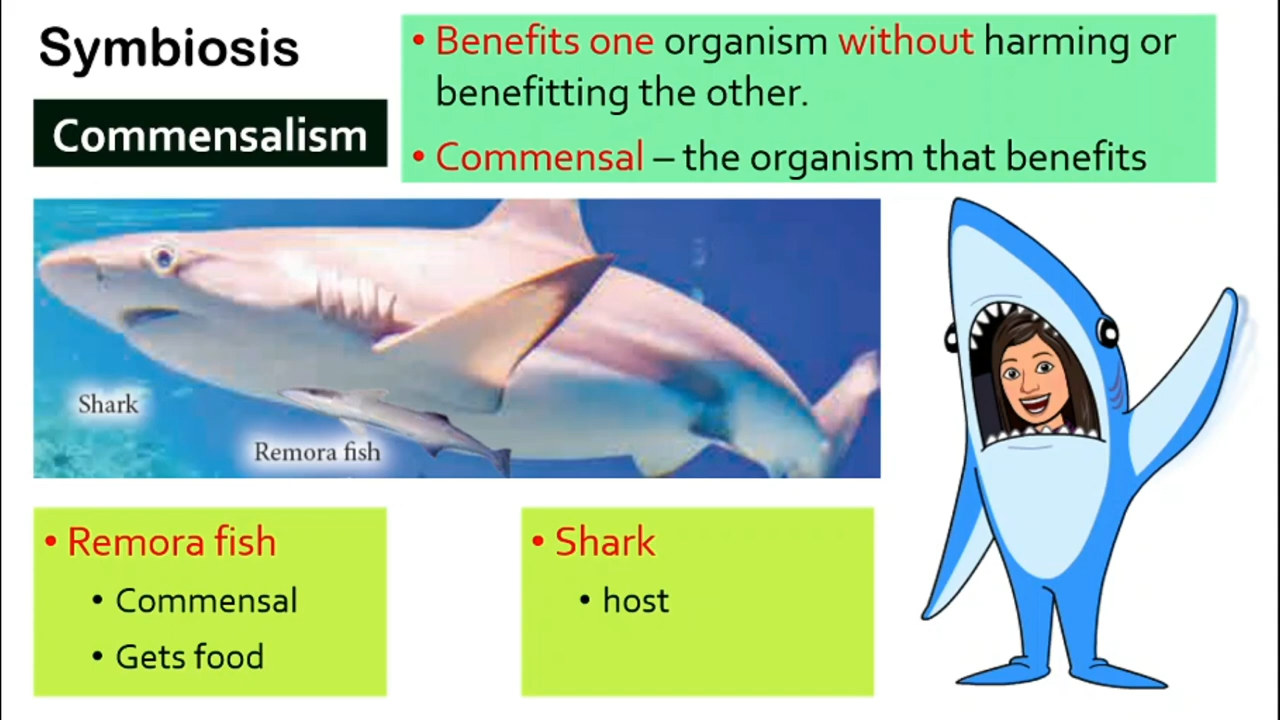 Symbiosis
Commensalism
• Benefits one organism without harming or
benefitting the other.
• Commensal – the organism that benefits
Shark
Remora fish
• Remora fish
• Commensal
• Gets food
• Shark
• host